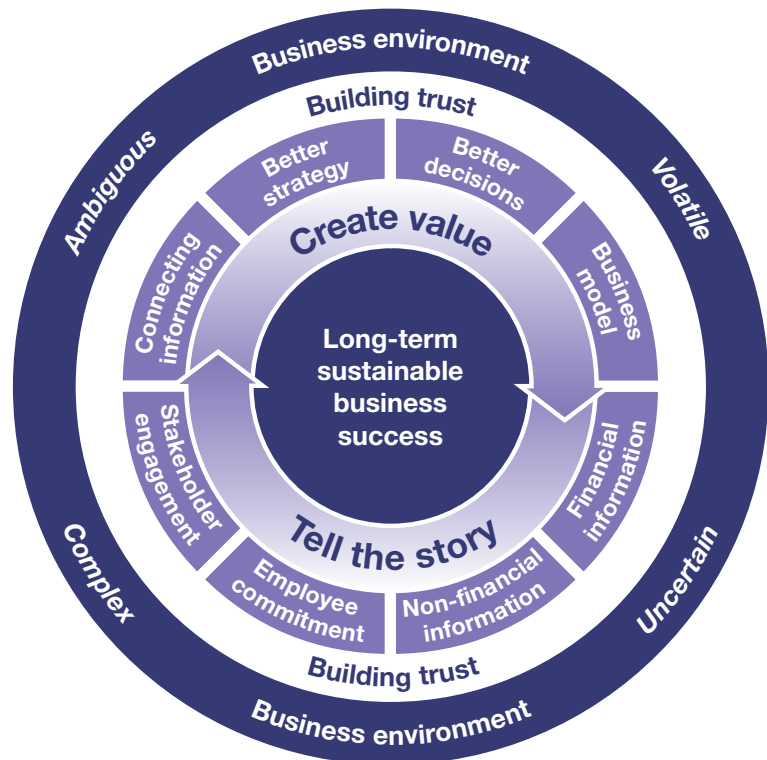 Business environment
Building trust
Ambiguous
Volatile
Better
strategy
Better
decisions
Connecting
information
Create value
Business
model
Long-term
sustainable
business
success
Stakeholder
engagement
Tell the story
Financial
information
Employee
commitment
Non-financial
information
Complex
Uncertain
Building trust
Business environment